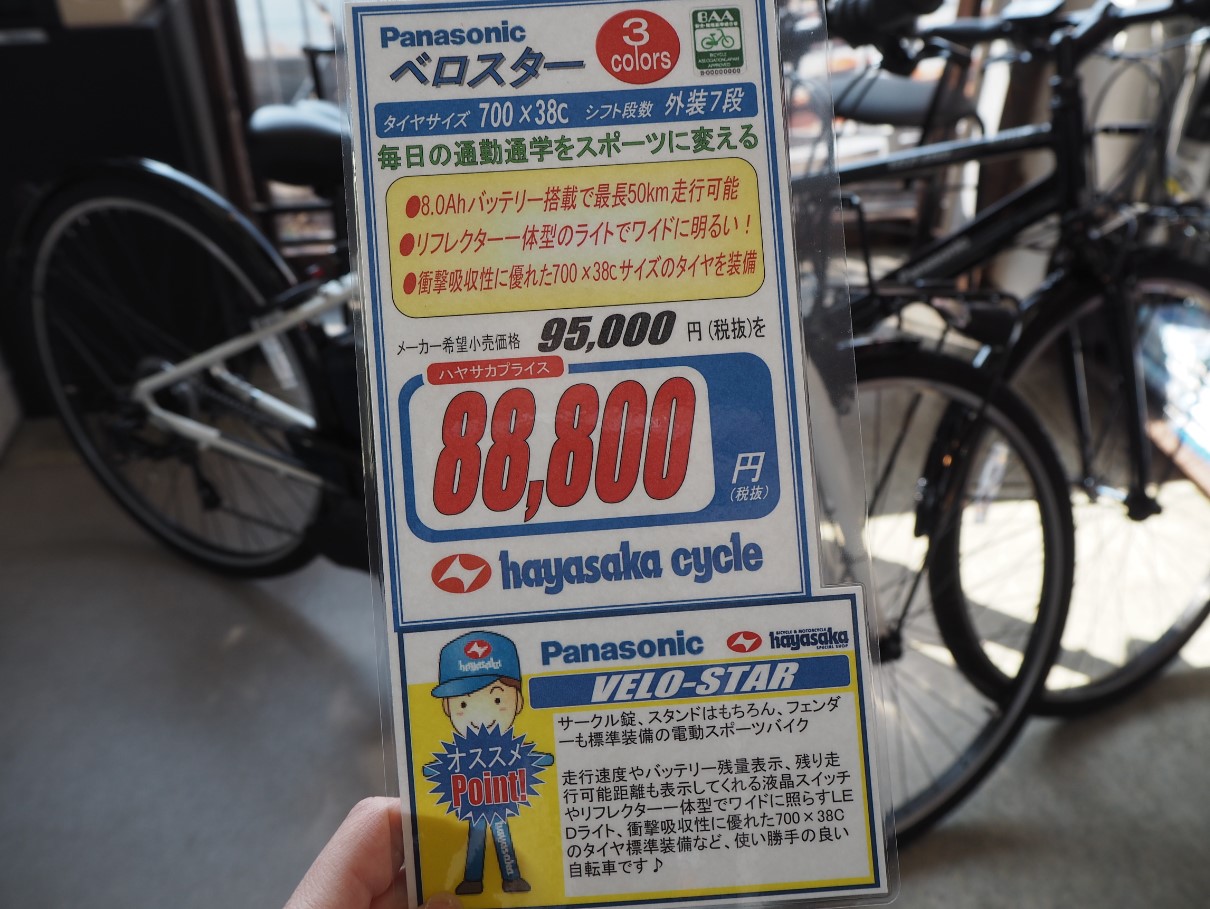 Panasonic
ベロスター
3
colors
BAA
タイヤサイズ 700×38C シフト段数 外装7段
毎日の通勤通学をスポーツに変える
●8.0Ahバッテリー搭載で最長50km走行可能
●リフレクター一体型のライトでワイドに明るい!
●衝撃吸収性に優れた700×38cサイズのタイヤを装備
メーカー希望小売価格 95,000 円(税抜)を
ハヤサカプライス
88,800
円
(税抜)
hayasaka cycle
hayasaka
Panasonic
BICYCLE & MOTORCYCLE
hayasaka
SPECIAL SHOP
VELO-STAR
サークル錠、スタンドはもちろん、フェンダ
ーも標準装備の電動スポーツバイク
走行速度やバッテリー残量表示、残り走
行可能距離も表示してくれる液晶スイッチ
やリフレクター一体型でワイドに照らすLE
Dライト、衝撃吸収性に優れた700×38C
のタイヤ標準装備など、使い勝手の良い
自転車です♪
オススメ
Point!
hayasaka